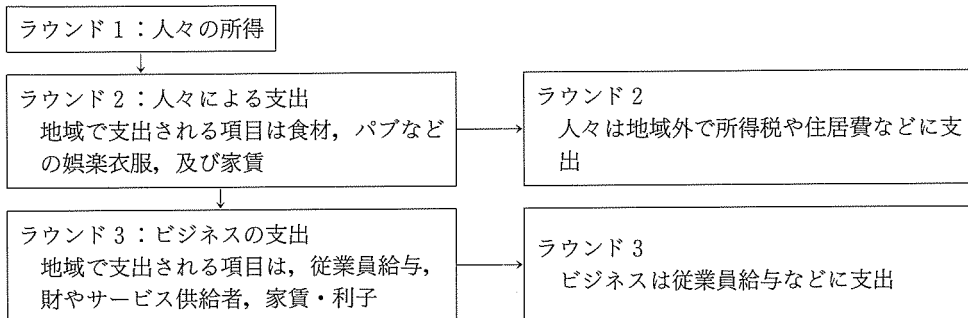 ラウンド1：人々の所得
ラウンド2：人々による支出
地域で支出される項目は食材，パブなど
の娯楽衣服，及び家賃
ラウンド2
人々は地域外で所得税や住居費などに支
出
ラウンド3：ビジネスの支出
地域で支出される項目は，従業員給与，
財やサービス供給者，家賃・利子
ラウンド3
ビジネスは従業員給与などに支出